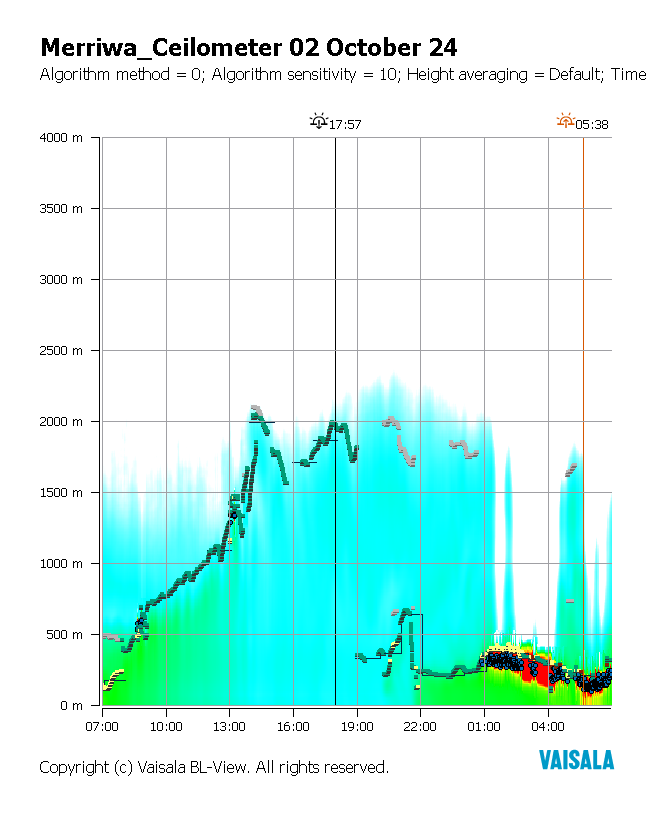 Merriwa_Ceilometer 02 October 24
Algorithm method = 0; Algorithm sensitivity = 10; Height averaging = Default; Time
17:57
05:38
4000 m
3500 m
3000 m
2500 m
2000 m
1500 m
1000 m
500 m
0 m
07:00 10:00 13:00 16:00 19:00 22:00 01:00 04:00
Copyright (c) Vaisala BL-View. All rights reserved.
VAISALA